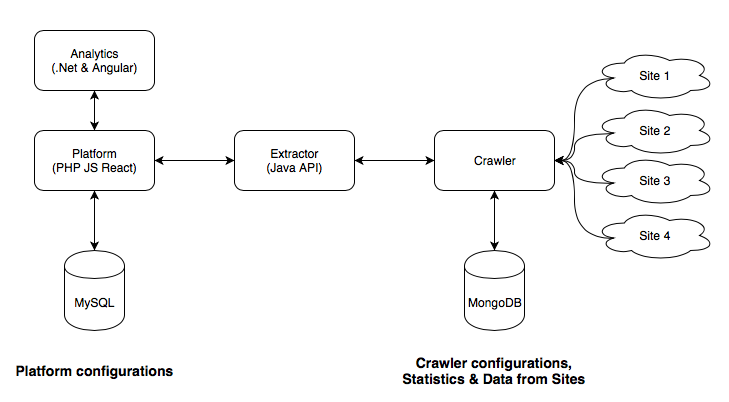 Analytics
(.Net & Angular)
Platform
(PHP JS React)
Extractor
(Java API)
Crawler
Site 1
Site 2
Site 3
Site 4
MySQL
MongoDB
Platform configurations
Crawler configurations,
Statistics & Data from Sites